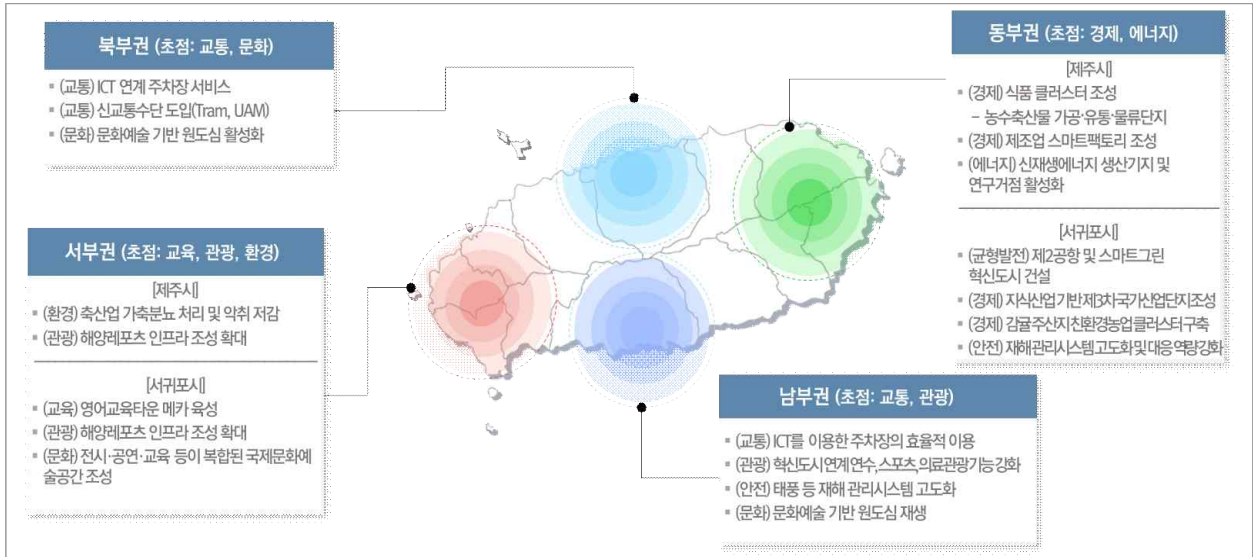 북부권 (초점: 교통, 문화)
▪ (교통) ICT 연계 주차장 서비스
▪ (교통) 신교통수단 도입(Tram, UAM)
▪ (문화) 문화예술 기반 원도심 활성화
동부권 (초점: 경제, 에너지)
[제주시]
▪ (경제) 식품 클러스터 조성
– 농수축산물 가공·유통·물류단지
▪ (경제) 제조업 스마트팩토리 조성
▪ (에너지) 신재생에너지 생산기지 및
연구거점 활성화
[서귀포시]
▪ (균형발전) 제2공항 및 스마트그린
혁신도시 건설
▪ (경제) 지식산업 기반 제3차 국가산업단지 조성
▪ (경제) 감귤 주산지 친환경농업 클러스터 구축
▪ (안전) 재해 관리시스템 고도화 및 대응 역량 강화
서부권 (초점: 교육, 관광, 환경)
[제주시]
▪ (환경) 축산업 가축분뇨 처리 및 악취 저감
▪ (관광) 해양레포츠 인프라 조성 확대
[서귀포시]
▪ (교육) 영어교육타운 메카 육성
▪ (관광) 해양레포츠 인프라 조성 확대
▪ (문화) 전시·공연·교육 등이 복합된 국제문화예
술공간 조성
남부권 (초점: 교통, 관광)
▪ (교통) ICT를 이용한 주차장의 효율적 이용
▪ (관광) 혁신도시 연계 연수,스포츠,의료관광 기능 강화
▪ (안전) 태풍 등 재해 관리시스템 고도화
▪ (문화) 문화예술 기반 원도심 재생